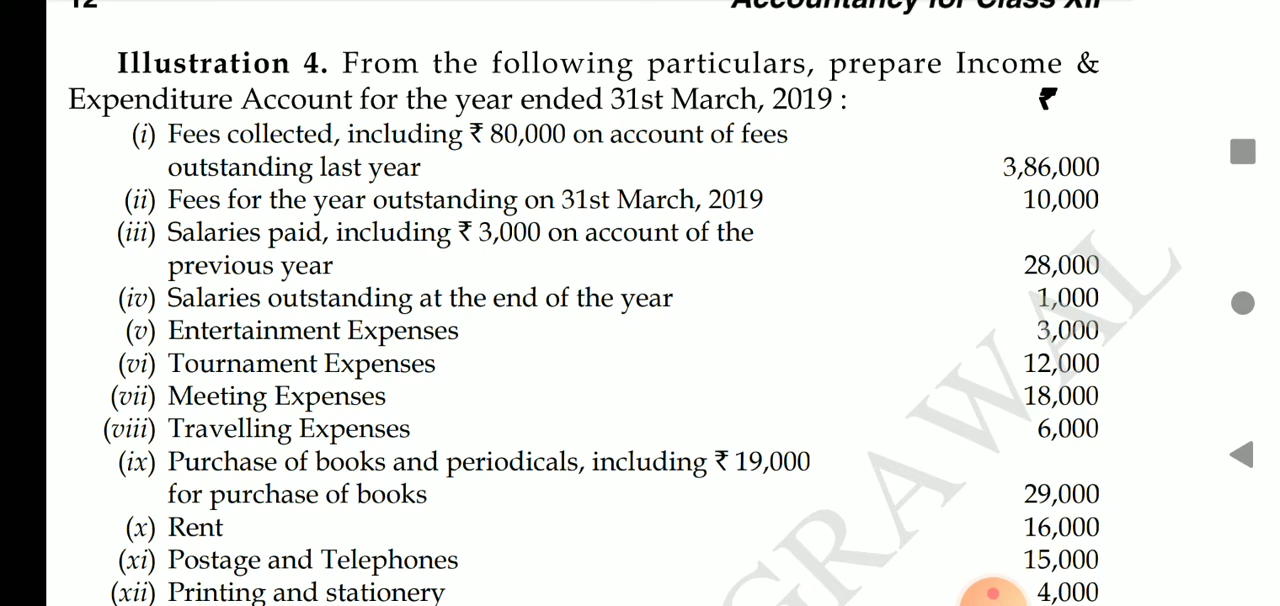 12 Accountancy for Class XII
Illustration 4. From the following particulars, prepare Income &
Expenditure Account for the year ended 31st March, 2019 : ₹
(i) Fees collected, including ₹ 80,000 on account of fees
outstanding last year 3,86,000
(ii) Fees for the year outstanding on 31st March, 2019 10,000
(iii) Salaries paid, including ₹ 3,000 on account of the
previous year 28,000
(iv) Salaries outstanding at the end of the year 1,000
(v) Entertainment Expenses 3,000
(vi) Tournament Expenses 12,000
(vii) Meeting Expenses 18,000
(viii) Travelling Expenses 6,000
(ix) Purchase of books and periodicals, including ₹ 19,000
for purchase of books 29,000
(x) Rent 16,000
(xi) Postage and Telephones 15,000
(xii) Printing and stationery 4,000
GRAWAL